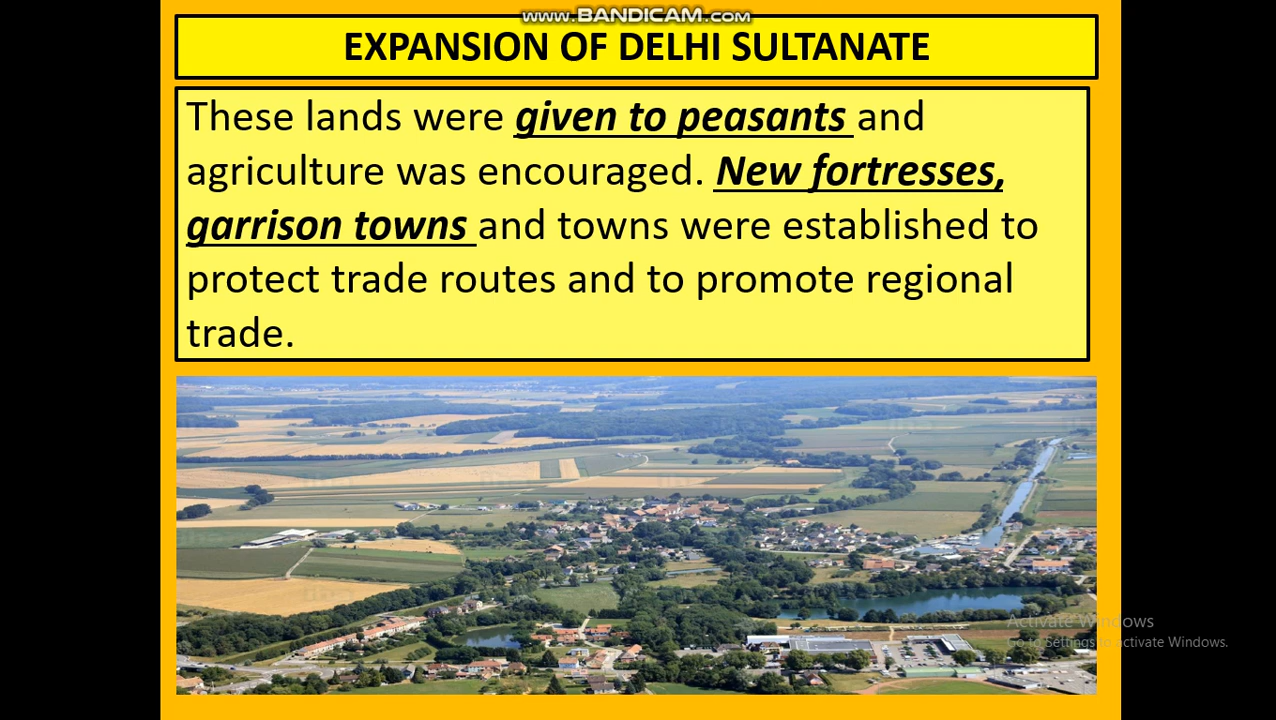 www.BANDICAM.com
EXPANSION OF DELHI SULTANATE
These lands were given to peasants and
agriculture was encouraged. New fortresses,
garrison towns and towns were established to
protect trade routes and to promote regional
trade.
Activate Windows
Go to Settings to activate Windows.